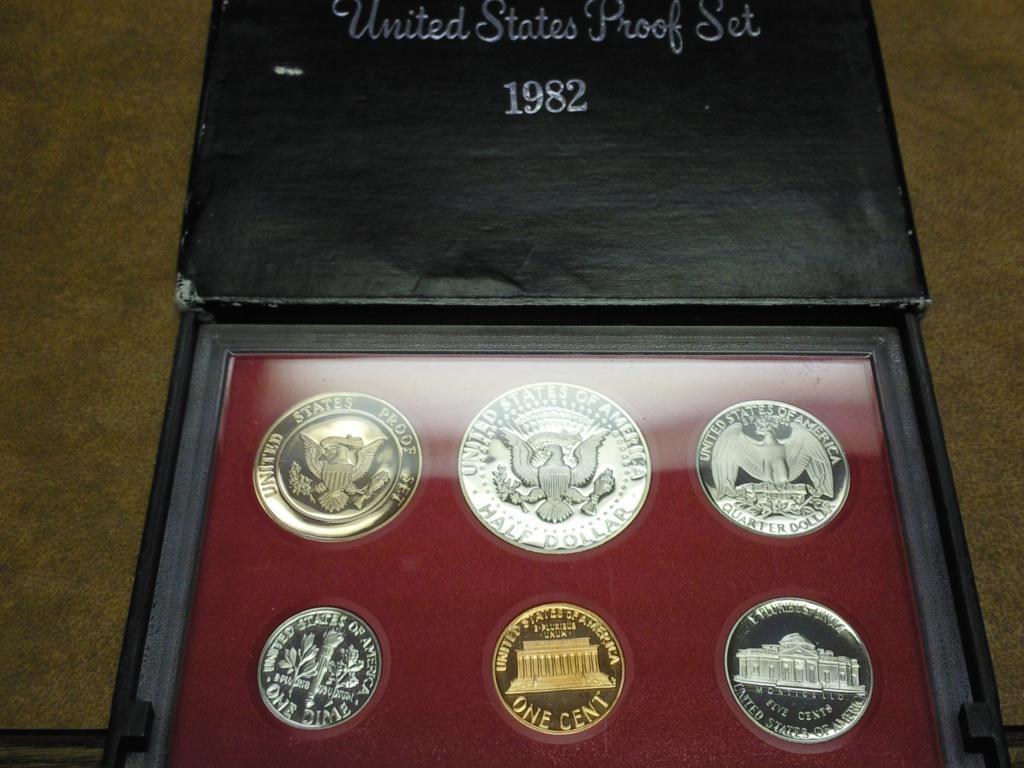 United States Proof Set
1982
UNITED STATES PROOF SET
UNITED STATES OF AMERICA
HALF DOLLAR
UNITED STATES OF AMERICA
QUARTER DOLLAR
UNITED STATES OF AMERICA
ONE DIME
UNITED STATES OF AMERICA
E PLURIBUS
UNUM
ONE CENT
E PLURIBUS UNUM
MONTICELLO
FIVE CENTS
UNITED STATES OF AMERICA